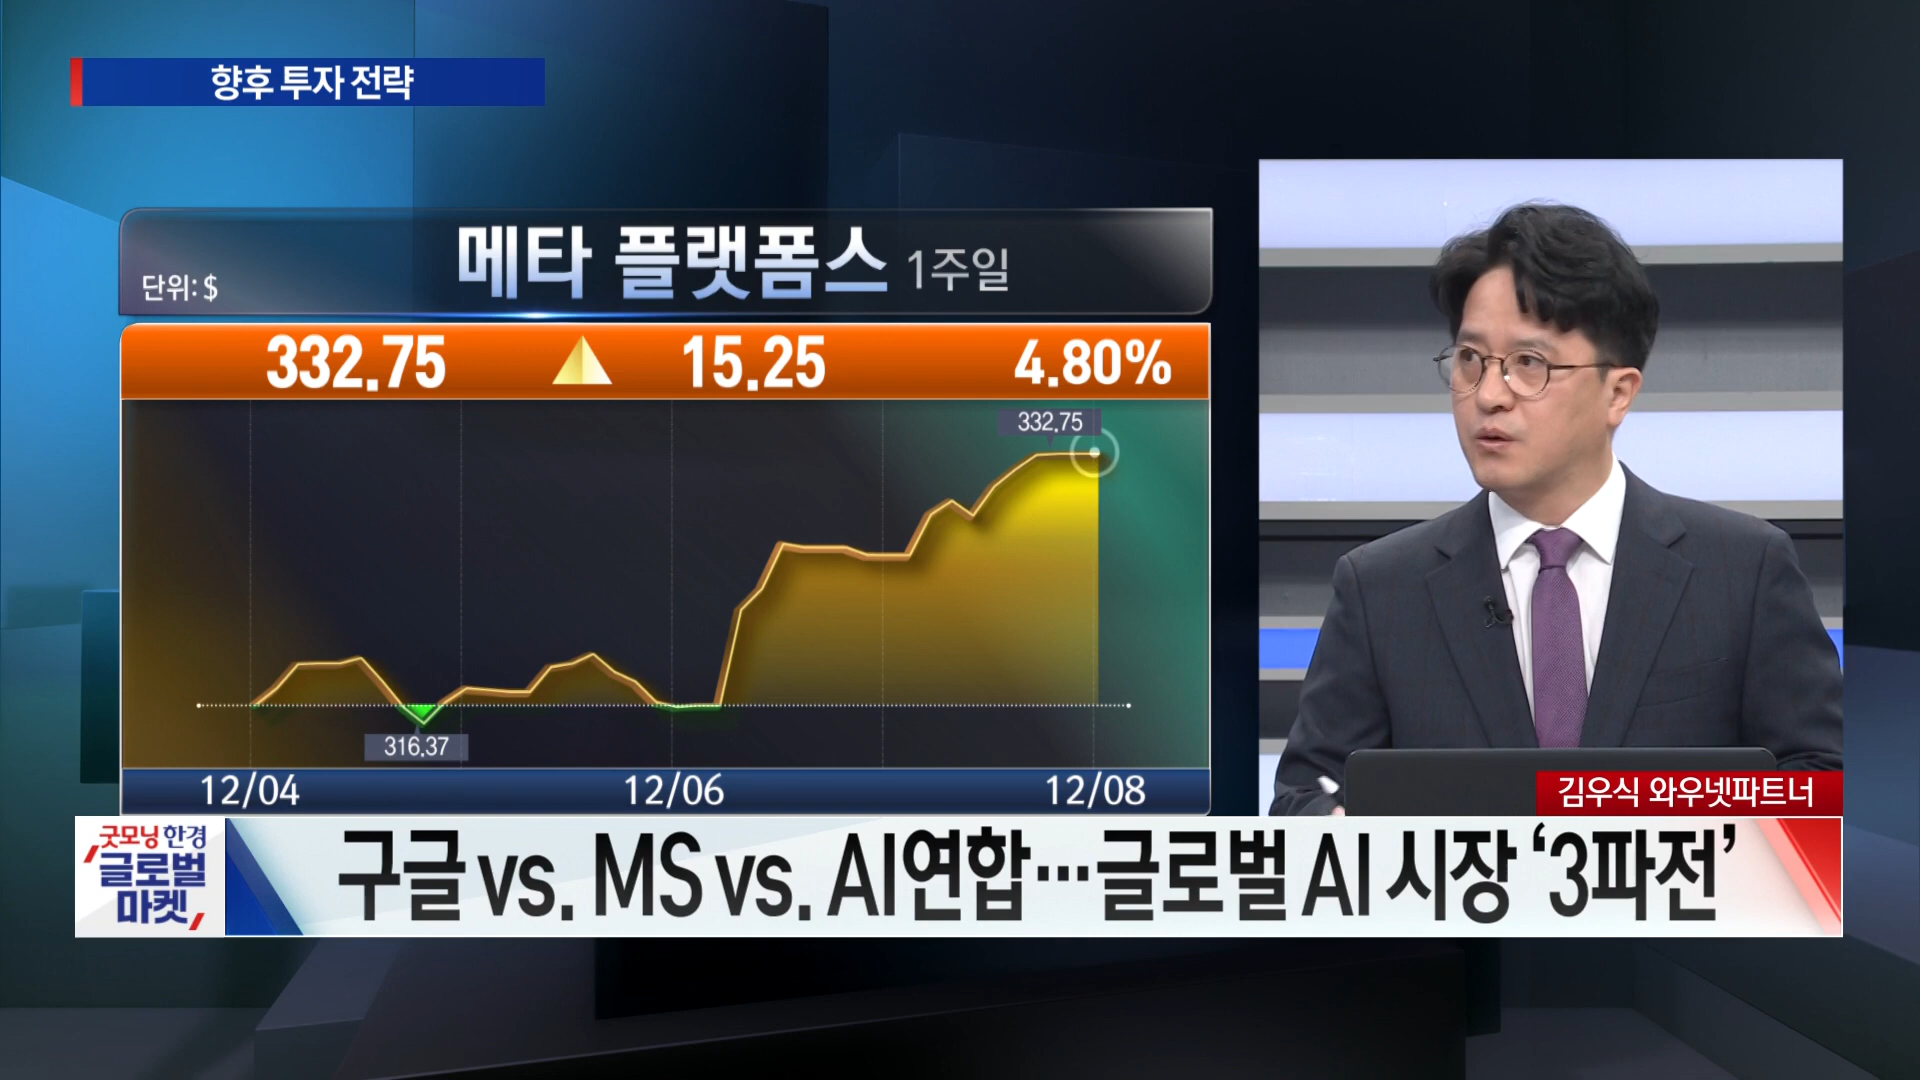 향후 투자 전략
메타 플랫폼스 1주일
단위: $
332.75 15.25 4.80%
332.75
316.37
12/04 12/06 12/08
김우식 와우넷파트너
굿모닝 한경
글로벌
마켓
구글 vs. MS vs. AI연합…글로벌 AI 시장 ‘3파전’